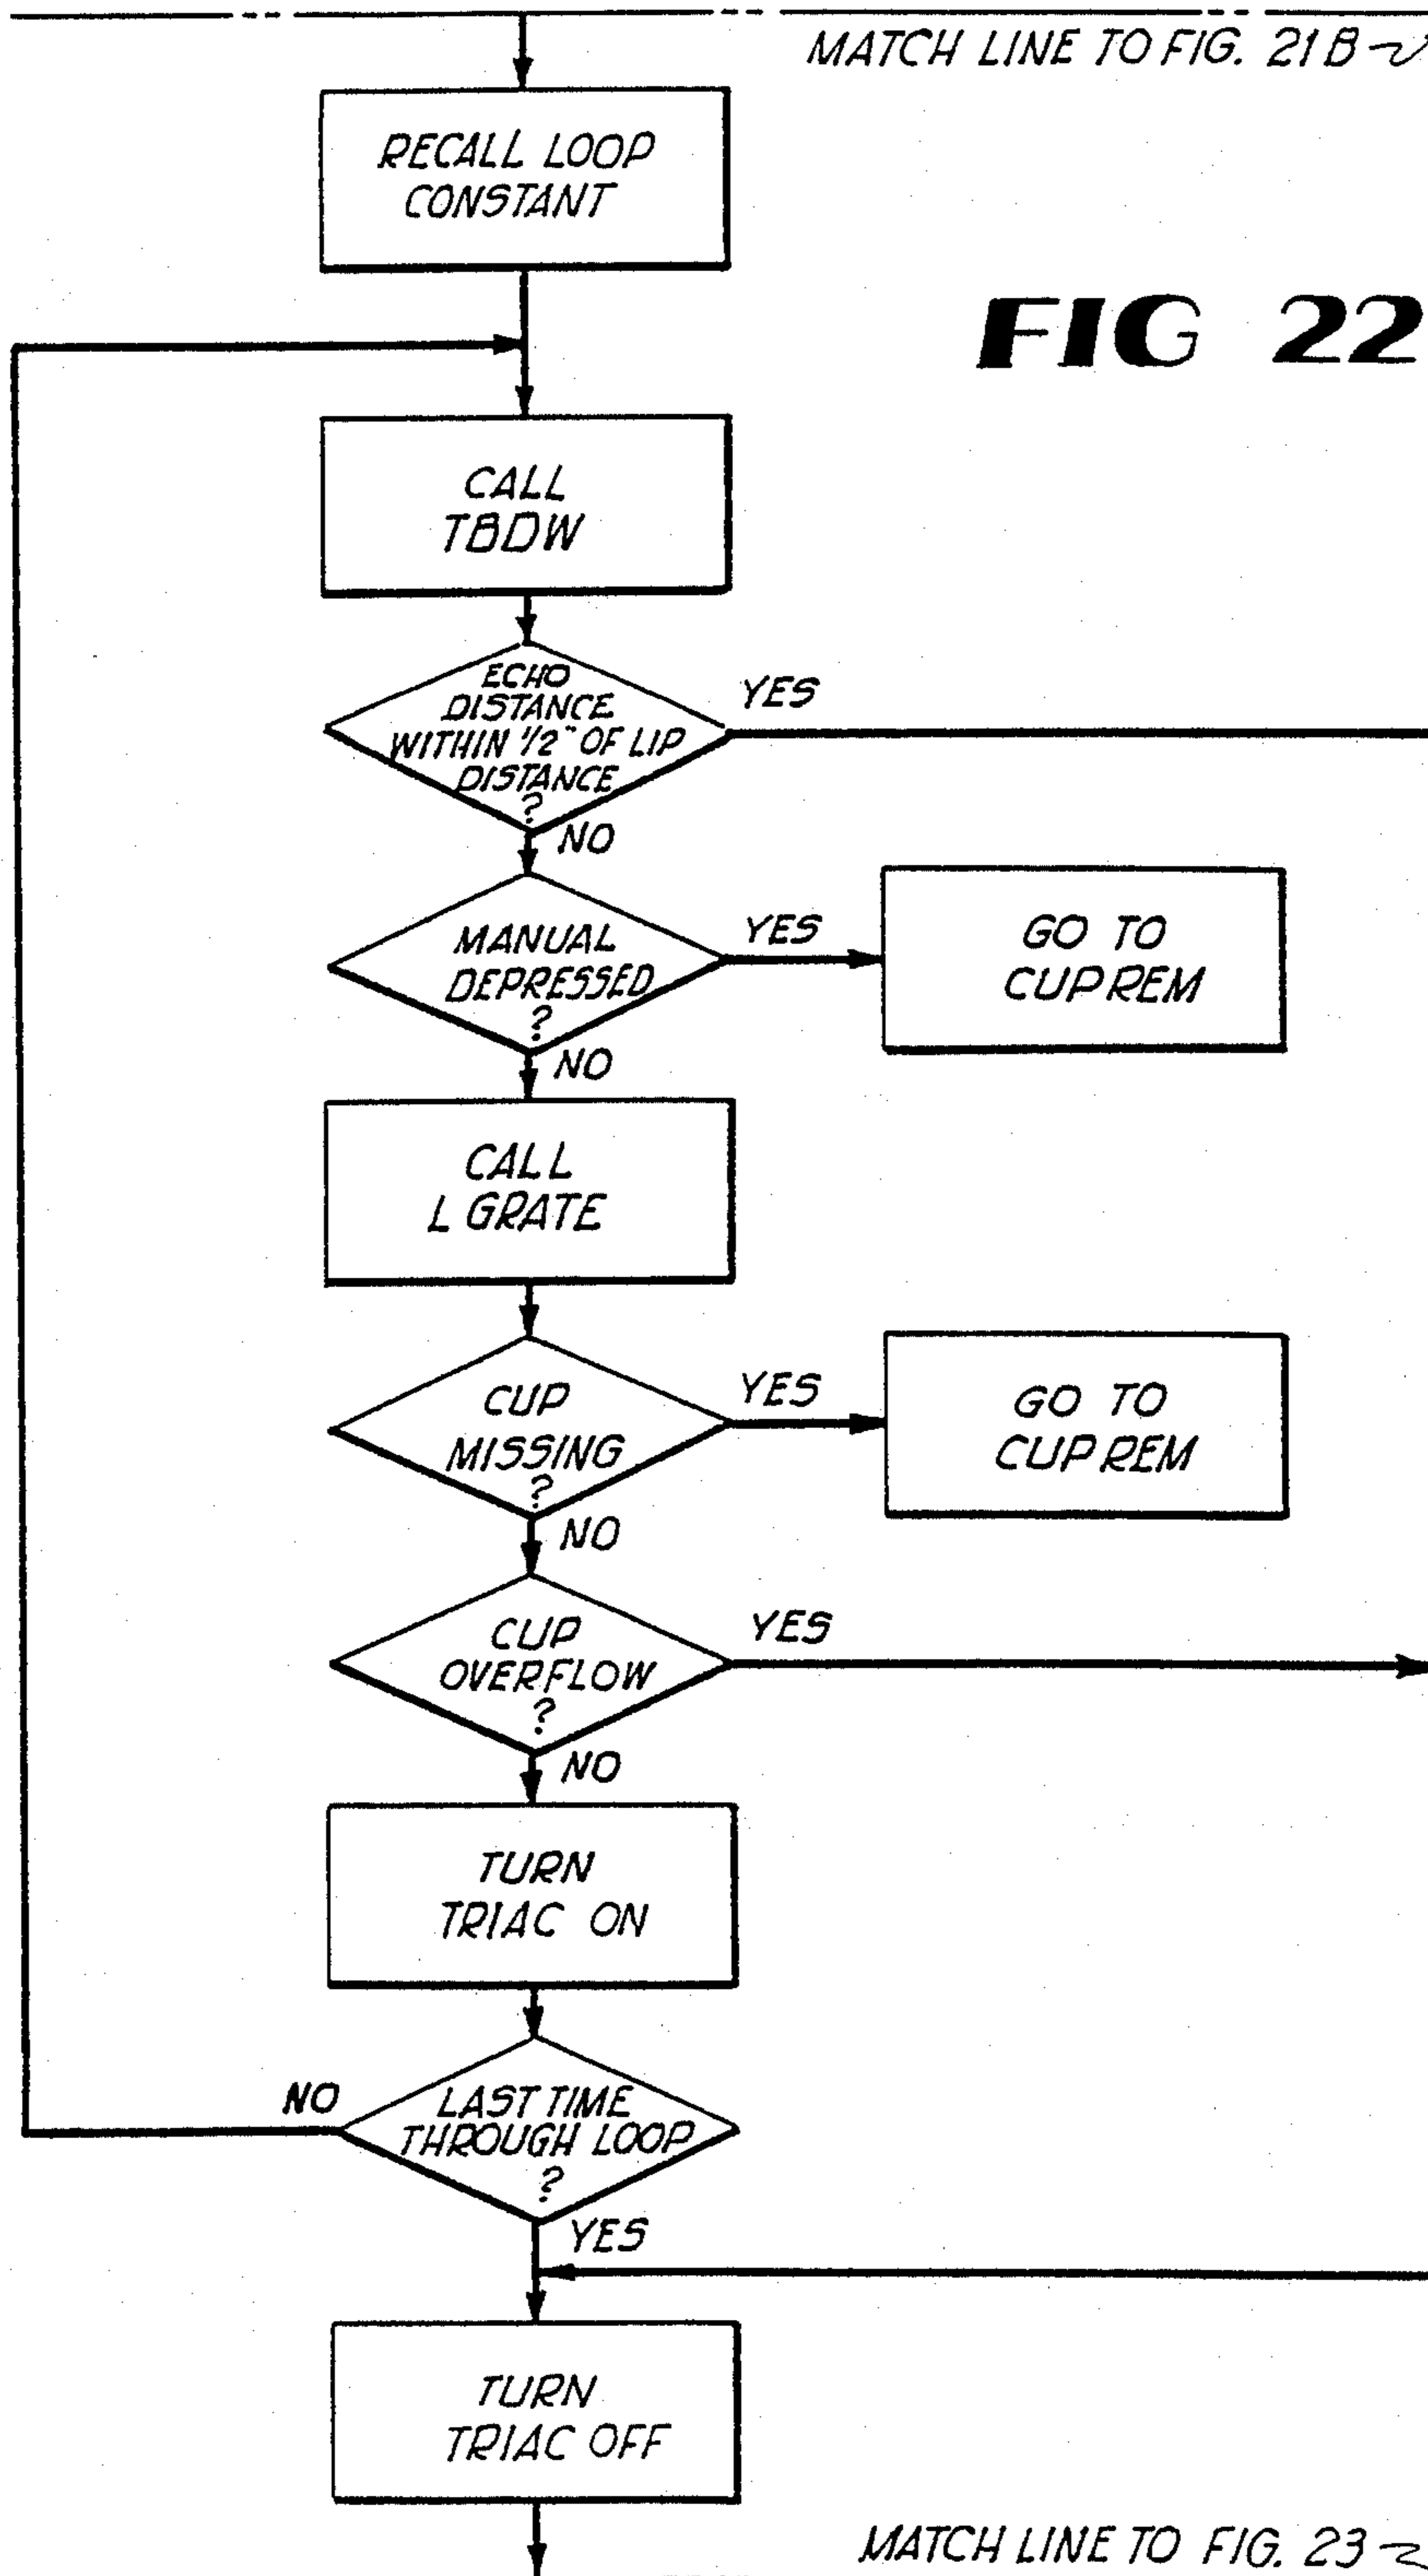 MATCH LINE TO FIG. 21B
RECALL LOOP
CONSTANT
FIG 22
CALL
TBDW
ECHO
DISTANCE
WITHIN 1/2" OF LIP
DISTANCE
?
YES
NO
MANUAL
DEPRESSED
?
YES
GO TO
CUPREM
NO
CALL
L GRATE
CUP
MISSING
?
YES
GO TO
CUPREM
NO
CUP
OVERFLOW
?
YES
NO
TURN
TRIAC ON
NO
LAST TIME
THROUGH LOOP
?
YES
TURN
TRIAC OFF
MATCH LINE TO FIG. 23